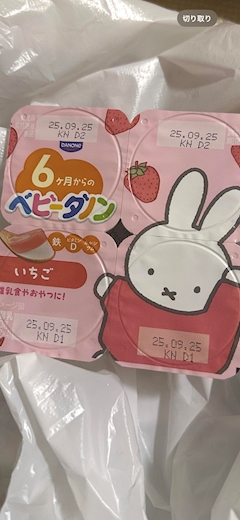 切り取り
25.09.25
KN D2
25.09.25
KN D2
DANONE
6ヶ月からの
ベビーダノン
鉄
D
いちご
離乳食やおやつに!
25.09.25
KN D1
25.09.25
KN D1